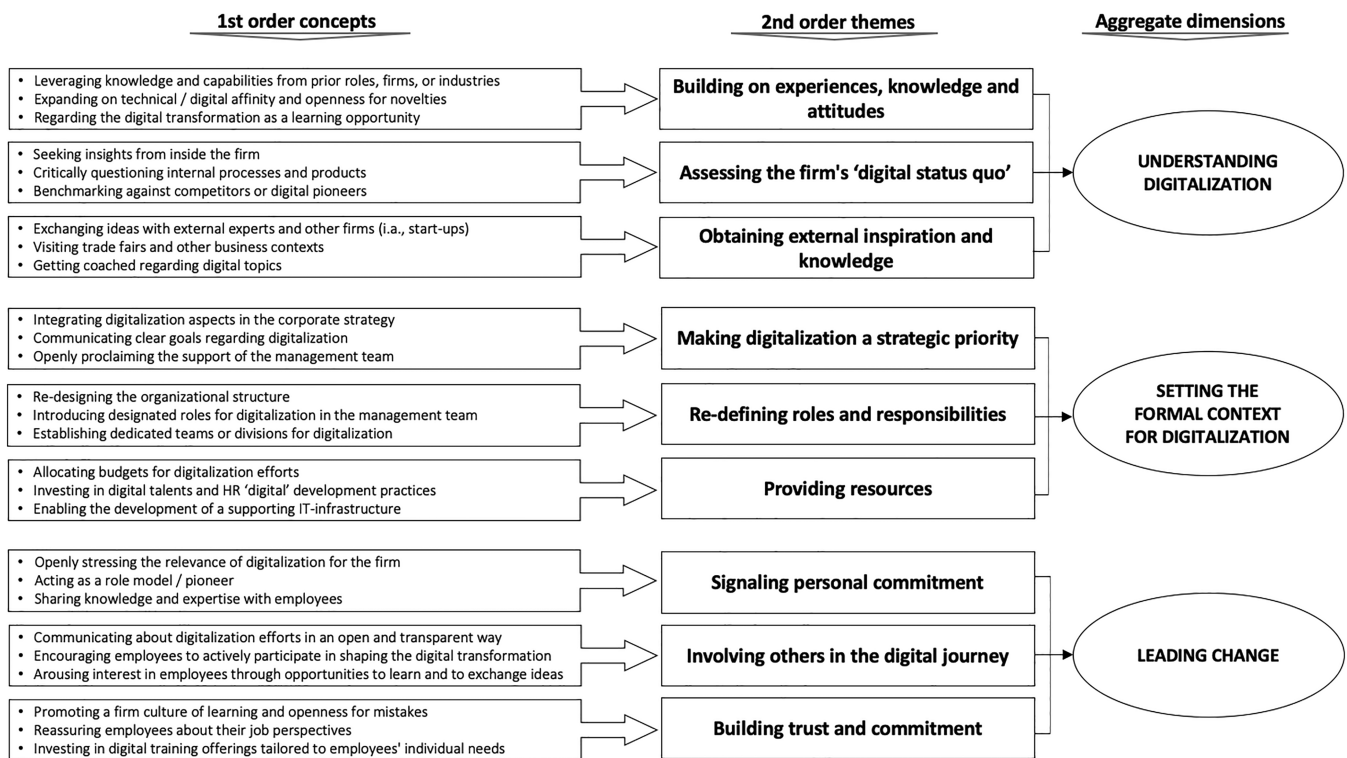 1st order concepts
2nd order themes
Aggregate dimensions
• Leveraging knowledge and capabilities from prior roles, firms, or industries
• Expanding on technical / digital affinity and openness for novelties
• Regarding the digital transformation as a learning opportunity
Building on experiences, knowledge and
attitudes
• Seeking insights from inside the firm
• Critically questioning internal processes and products
• Benchmarking against competitors or digital pioneers
Assessing the firm's ‘digital status quo’
• Exchanging ideas with external experts and other firms (i.a., start-ups)
• Visiting trade fairs and other business contexts
• Getting coached regarding digital topics
Obtaining external inspiration and
knowledge
UNDERSTANDING
DIGITALIZATION
• Integrating digitalization aspects in the corporate strategy
• Communicating clear goals regarding digitalization
• Openly proclaiming the support of the management team
Making digitalization a strategic priority
• Re-designing the organizational structure
• Introducing designated roles for digitalization in the management team
• Establishing dedicated teams or divisions for digitalization
Re-defining roles and responsibilities
• Allocating budgets for digitalization efforts
• Investing in digital talents and HR ‘digital’ development practices
• Enabling the development of a supporting IT-infrastructure
Providing resources
SETTING THE
FORMAL CONTEXT
FOR DIGITALIZATION
• Openly stressing the relevance of digitalization for the firm
• Acting as a role model / pioneer
• Sharing knowledge and expertise with employees
Signaling personal commitment
• Communicating about digitalization efforts in an open and transparent way
• Encouraging employees to actively participate in shaping the digital transformation
• Arousing interest in employees through opportunities to learn and to exchange ideas
Involving others in the digital journey
• Promoting a firm culture of learning and openness for mistakes
• Reassuring employees about their job perspectives
• Investing in digital training offerings tailored to employees' individual needs
Building trust and commitment
LEADING CHANGE